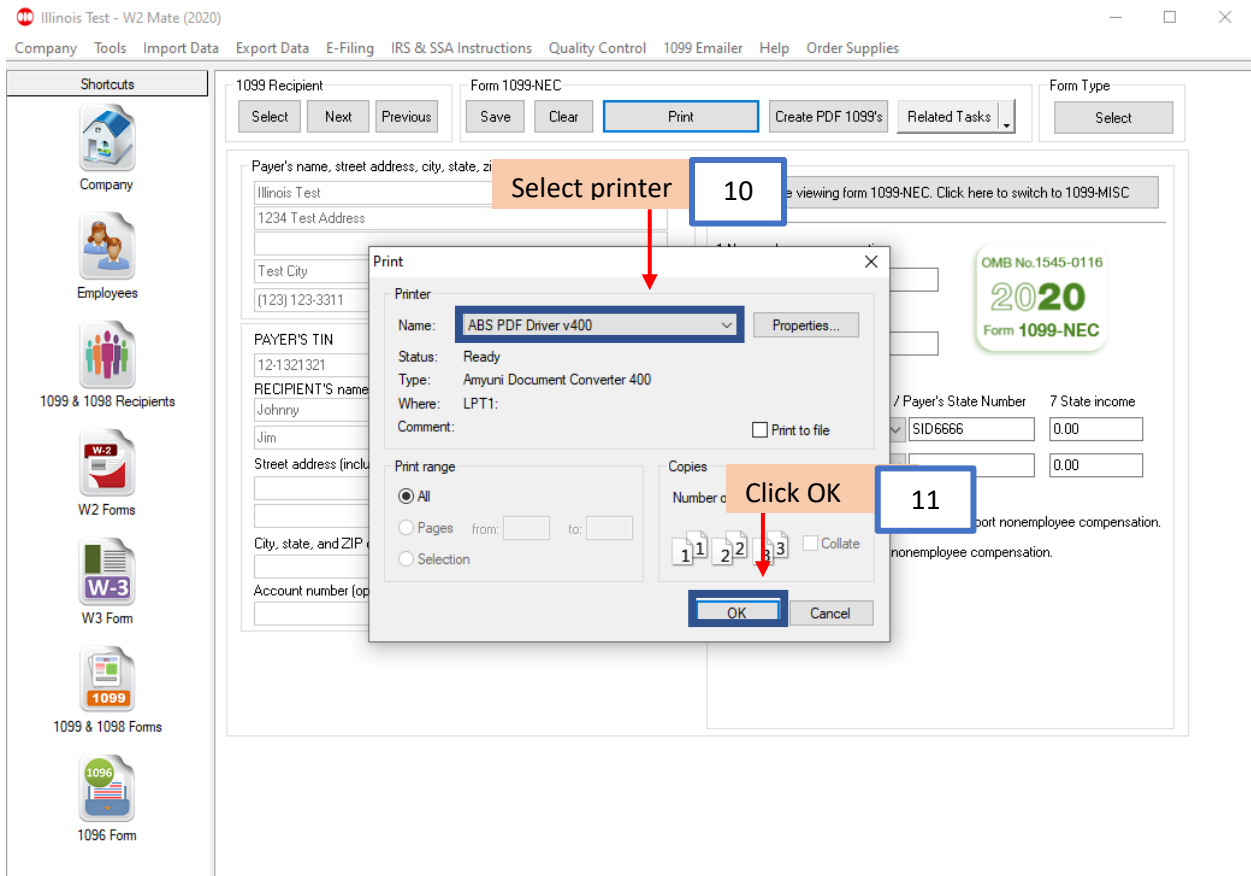 Illinois Test - W2 Mate (2020)
Company Tools Import Data Export Data E-Filing IRS & SSA Instructions Quality Control 1099 Emailer Help Order Supplies
Shortcuts
Company
Employees
1099 & 1098 Recipients
W-2
W2 Forms
W-3
W3 Form
1099
1099 & 1098 Forms
1096
1096 Form
1099 Recipient
Select Next Previous
Form 1099-NEC
Save Clear Print Create PDF 1099's Related Tasks
Form Type
Select
Payer's name, street address, city, state,
Illinois Test
1234 Test Address
Test City
(123) 123-3311
PAYER'S TIN
12-1321321
RECIPIENT'S name
Johnny
Jim
Street address
City, state, and ZIP
Account number
viewing form 1099-NEC. Click here to switch to 1099-MISC
OMB No.1545-0116
2020
Form 1099-NEC
/ Payer's State Number 7 State income
SID6666 0.00
0.00
nonemployee compensation.
nonemployee compensation.
Select printer 10
Print
Printer
Name: ABS PDF Driver v400 Properties...
Status: Ready
Type: Amyuni Document Converter 400
Where: LPT1:
Comment:
Print to file
Print range
All
Pages from: to:
Selection
Copies
Number
1 1 2 2 3 3 Collate
Click OK 11
OK Cancel